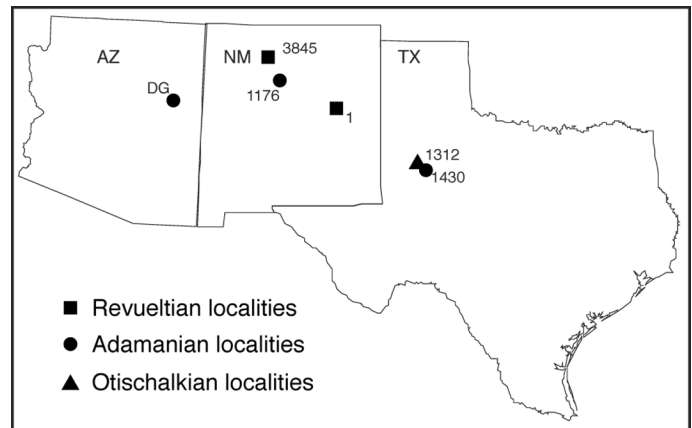 AZ
NM
3845
TX
DG
1176
1
1312
1430
Revueltian localities
Adamanian localities
Otischalkian localities